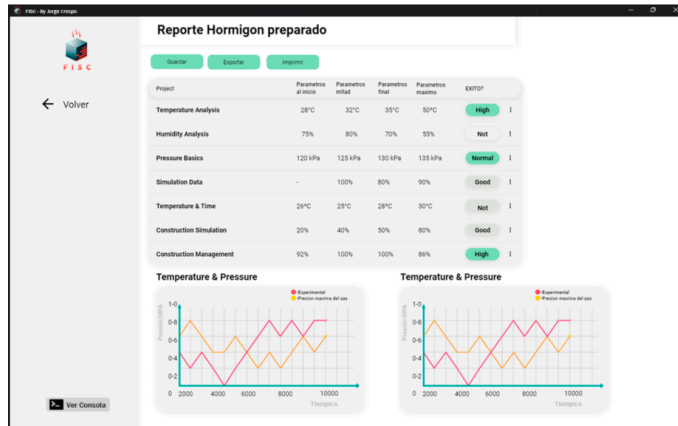 FISC - By Jorge Crespo
FISC
Volver
Reporte Hormigon preparado
Guardar Exportar Imprimir
Project Parametros al inicio Parametros mitad Parametros final Parametros maximo EXITO?
Temperature Analysis 28°C 32°C 35°C 50°C High
Humidity Analysis 75% 80% 70% 55% Not
Pressure Basics 120 kPa 125 kPa 130 kPa 135 kPa Normal
Simulation Data - 100% 80% 90% Good
Temperature & Time 26°C 25°C 28°C 30°C Not
Construction Simulation 20% 40% 50% 80% Good
Construction Management 92% 100% 100% 86% High
Temperature & Pressure
Experimental
Presion maxima del gas
Presión MPA
1-0
0-8
0-6
0-4
0-2
0 2000 4000 6000 8000 10000
Tiempo:s
Temperature & Pressure
Experimental
Presion maxima del gas
Presión MPA
1-0
0-8
0-6
0-4
0-2
0 2000 4000 6000 8000 10000
Tiempo:s
Ver Consola